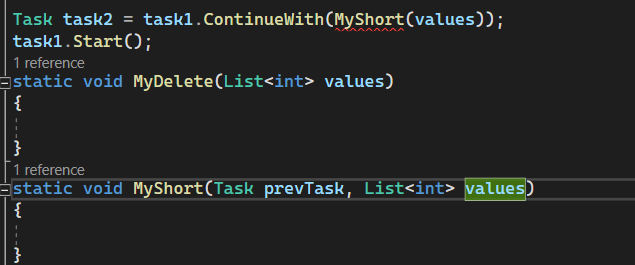 Task task2 = task1.ContinueWith(MyShort(values));
task1.Start();
1 reference
static void MyDelete(List<int> values)
{
}
1 reference
static void MyShort(Task prevTask, List<int> values)
{
}